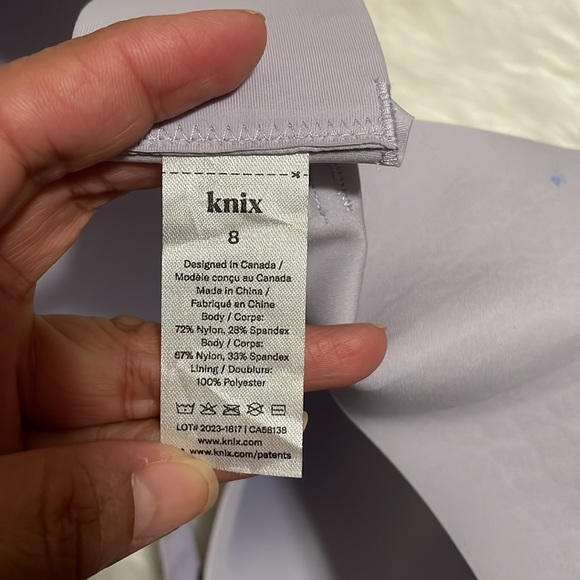 knix
8
Designed in Canada /
Modèle conçu au Canada
Made in China /
Fabriqué en Chine
Body / Corps:
72% Nylon, 28% Spandex
Body / Corps:
67% Nylon, 33% Spandex
Lining / Doublure:
100% Polyester
LOT# 2023-1617 | CA58138
www.knix.com
www.knix.com/patents